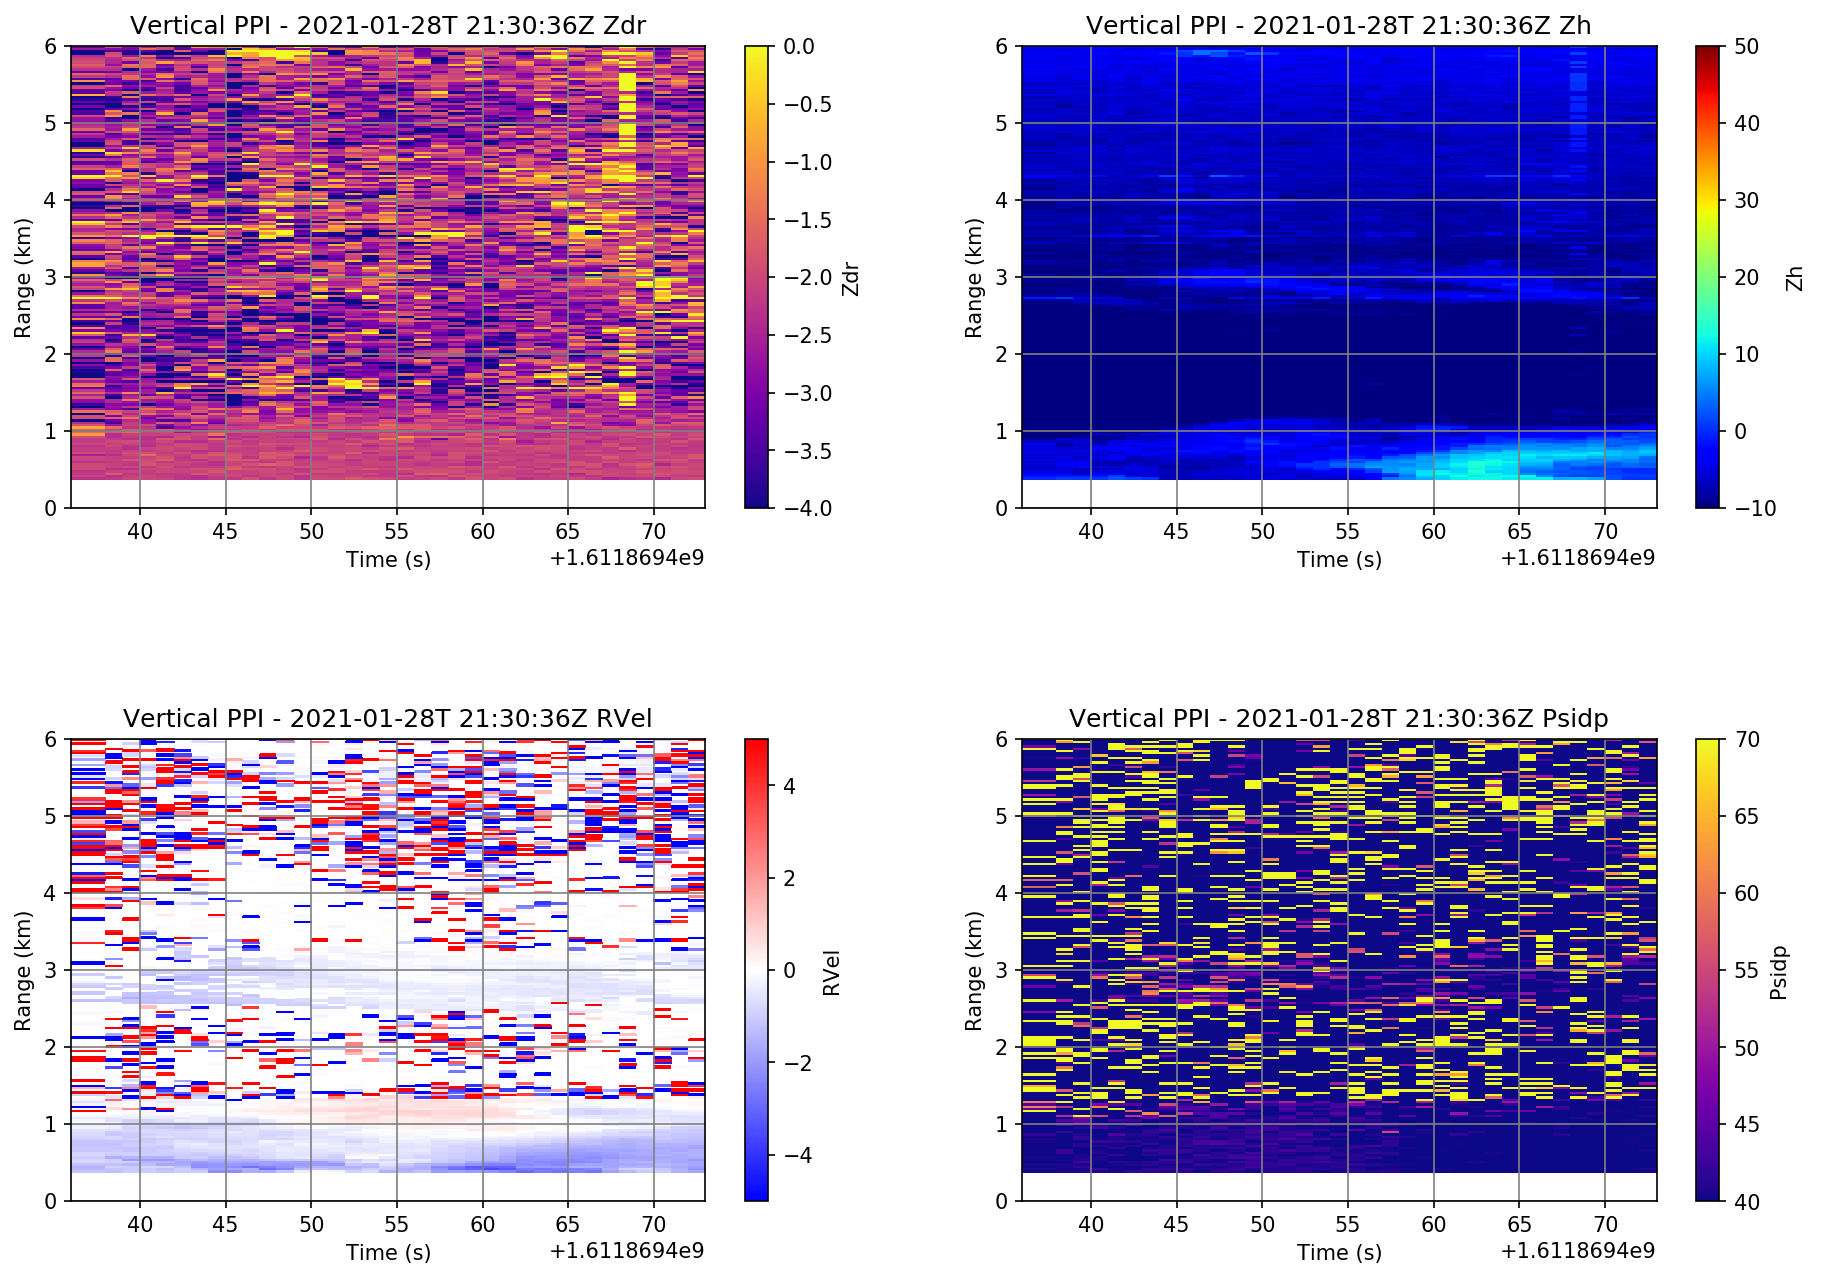 Vertical PPI - 2021-01-28T 21:30:36Z Zdr
6
5
4
3
2
1
0
Range (km)
40 45 50 55 60 65 70
Time (s)
+1.6118694e9
0.0
−0.5
−1.0
−1.5
−2.0
−2.5
−3.0
−3.5
−4.0
Zdr
Vertical PPI - 2021-01-28T 21:30:36Z Zh
6
5
4
3
2
1
0
Range (km)
40 45 50 55 60 65 70
Time (s)
+1.6118694e9
50
40
30
20
10
0
−10
Zh
Vertical PPI - 2021-01-28T 21:30:36Z RVel
6
5
4
3
2
1
0
Range (km)
40 45 50 55 60 65 70
Time (s)
+1.6118694e9
4
2
0
−2
−4
RVel
Vertical PPI - 2021-01-28T 21:30:36Z Psidp
6
5
4
3
2
1
0
Range (km)
40 45 50 55 60 65 70
Time (s)
+1.6118694e9
70
65
60
55
50
45
40
Psidp